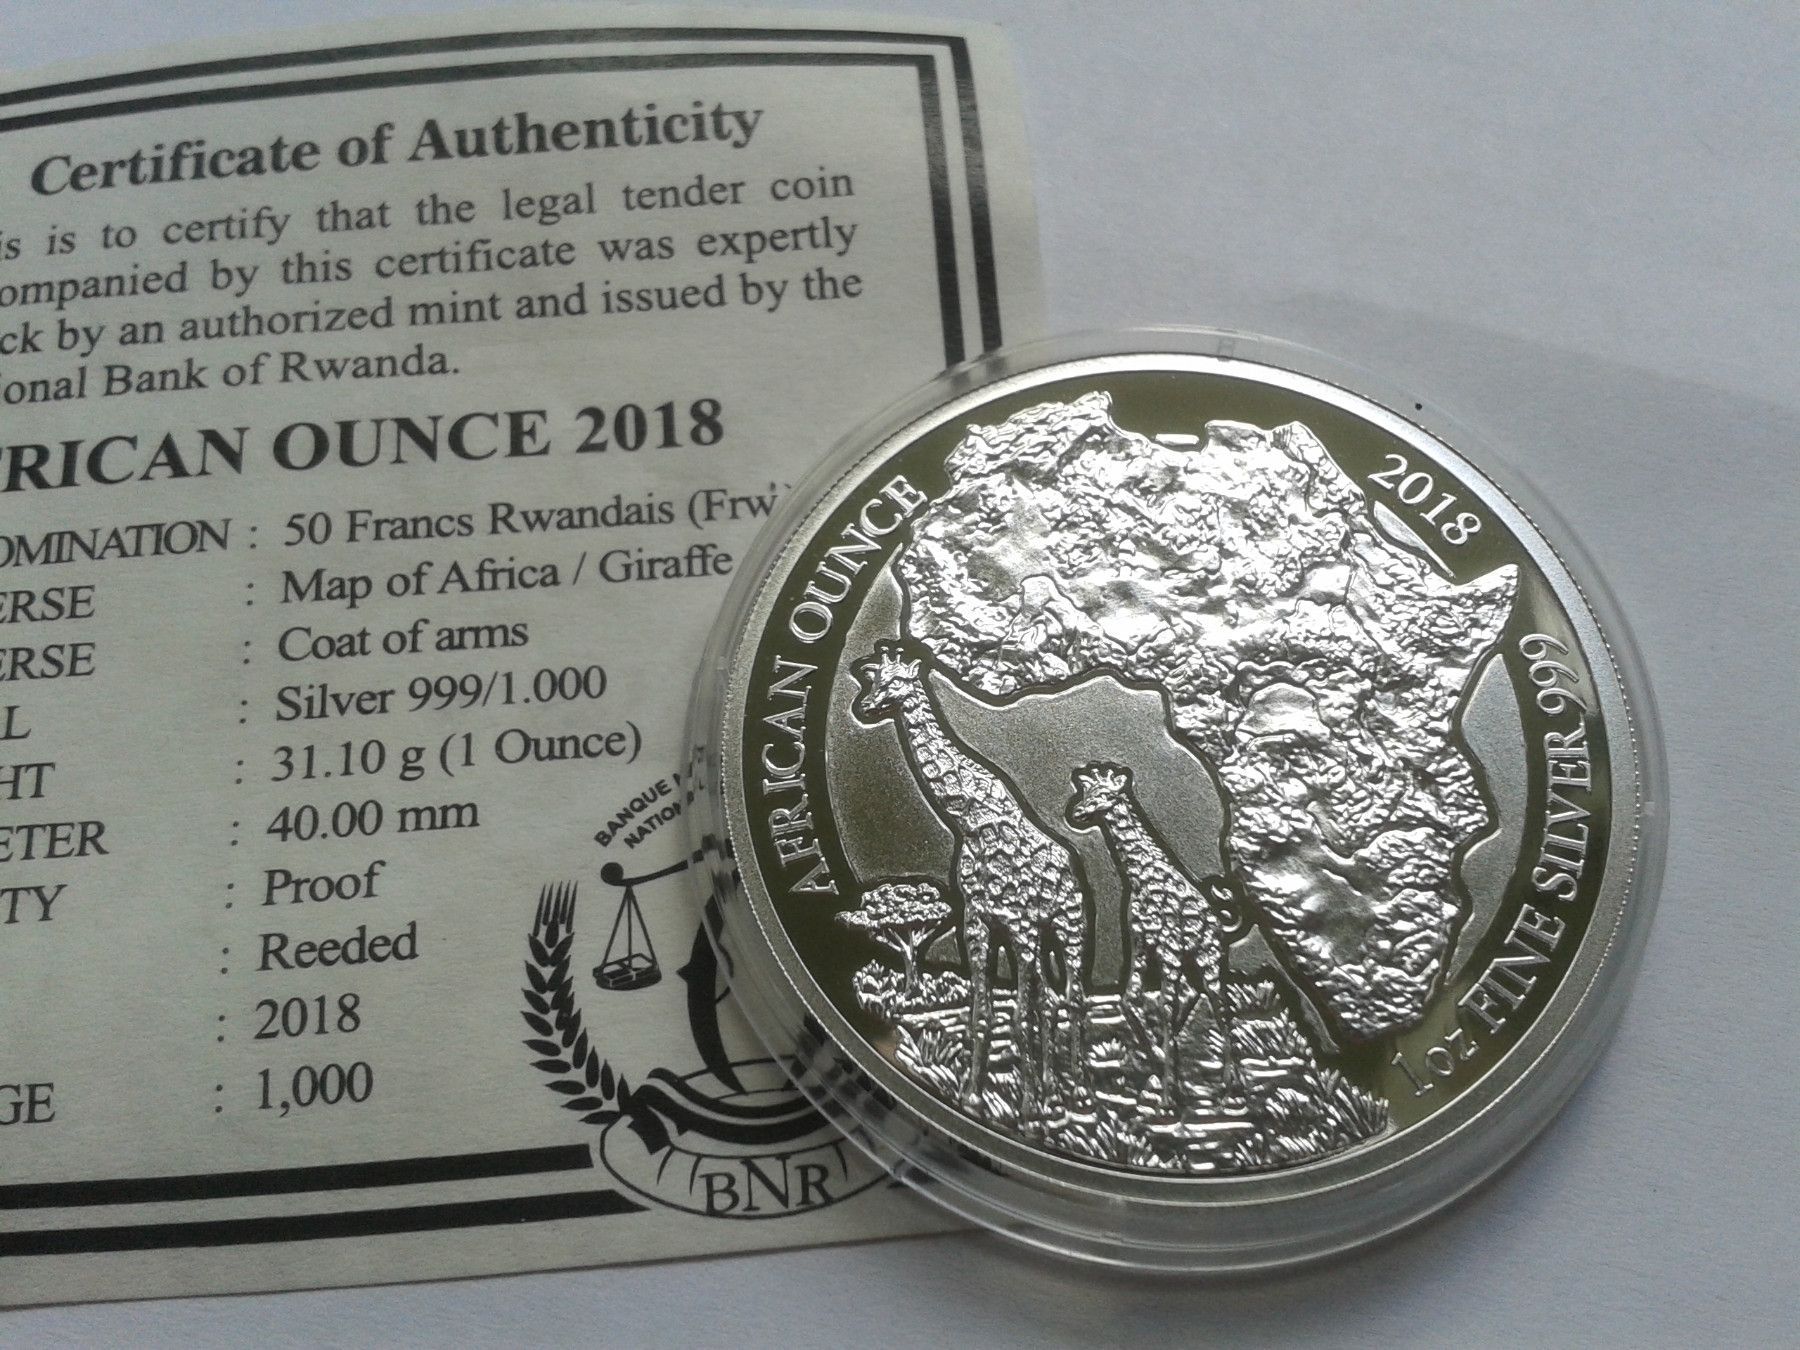 Certificate of Authenticity
is is to certify that the legal tender coin
ompanied by this certificate was expertly
ck by an authorized mint and issued by the
onal Bank of Rwanda.
RICAN OUNCE 2018
OMINATION : 50 Francs Rwandais (Frw)
ERSE : Map of Africa / Giraffe
ERSE : Coat of arms
L : Silver 999/1.000
HT : 31.10 g (1 Ounce)
ETER : 40.00 mm
TY : Proof
: Reeded
: 2018
GE : 1,000
BANQUE
NATION
BNR
AFRICAN OUNCE
2018
1 oz FINE SILVER 999